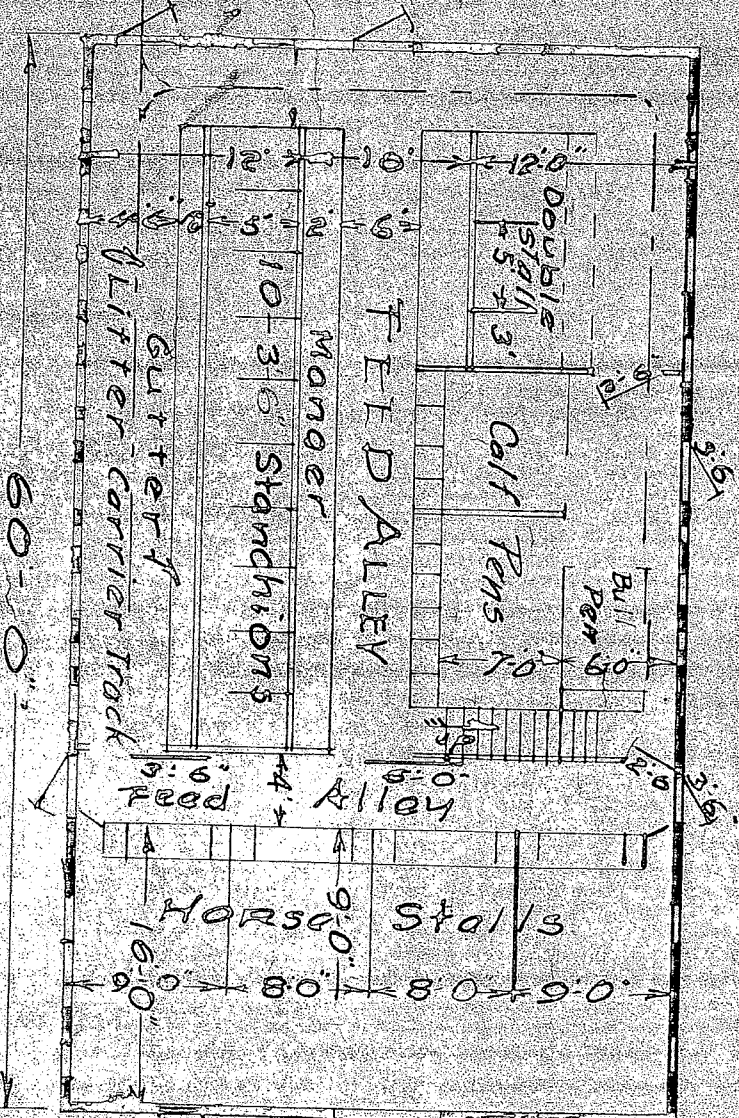 12'
10'
12'-0"
4'-6"
5'
2'
6'
Double
Stall
5'
3'
3'-6"
10-3'6" Stanchions
Manger
FEED ALLEY
Calf Pens
Bull
Pen
7'-0
6'-0"
Gutter
Litter-Carrier Track
60'-0"
UP
3'-6"
4'
2'-6
3'-6"
Feed Alley
Horse Stalls
9'-0"
16'-0"
9'-0"
8'-0"
8'-0"
9'-0"